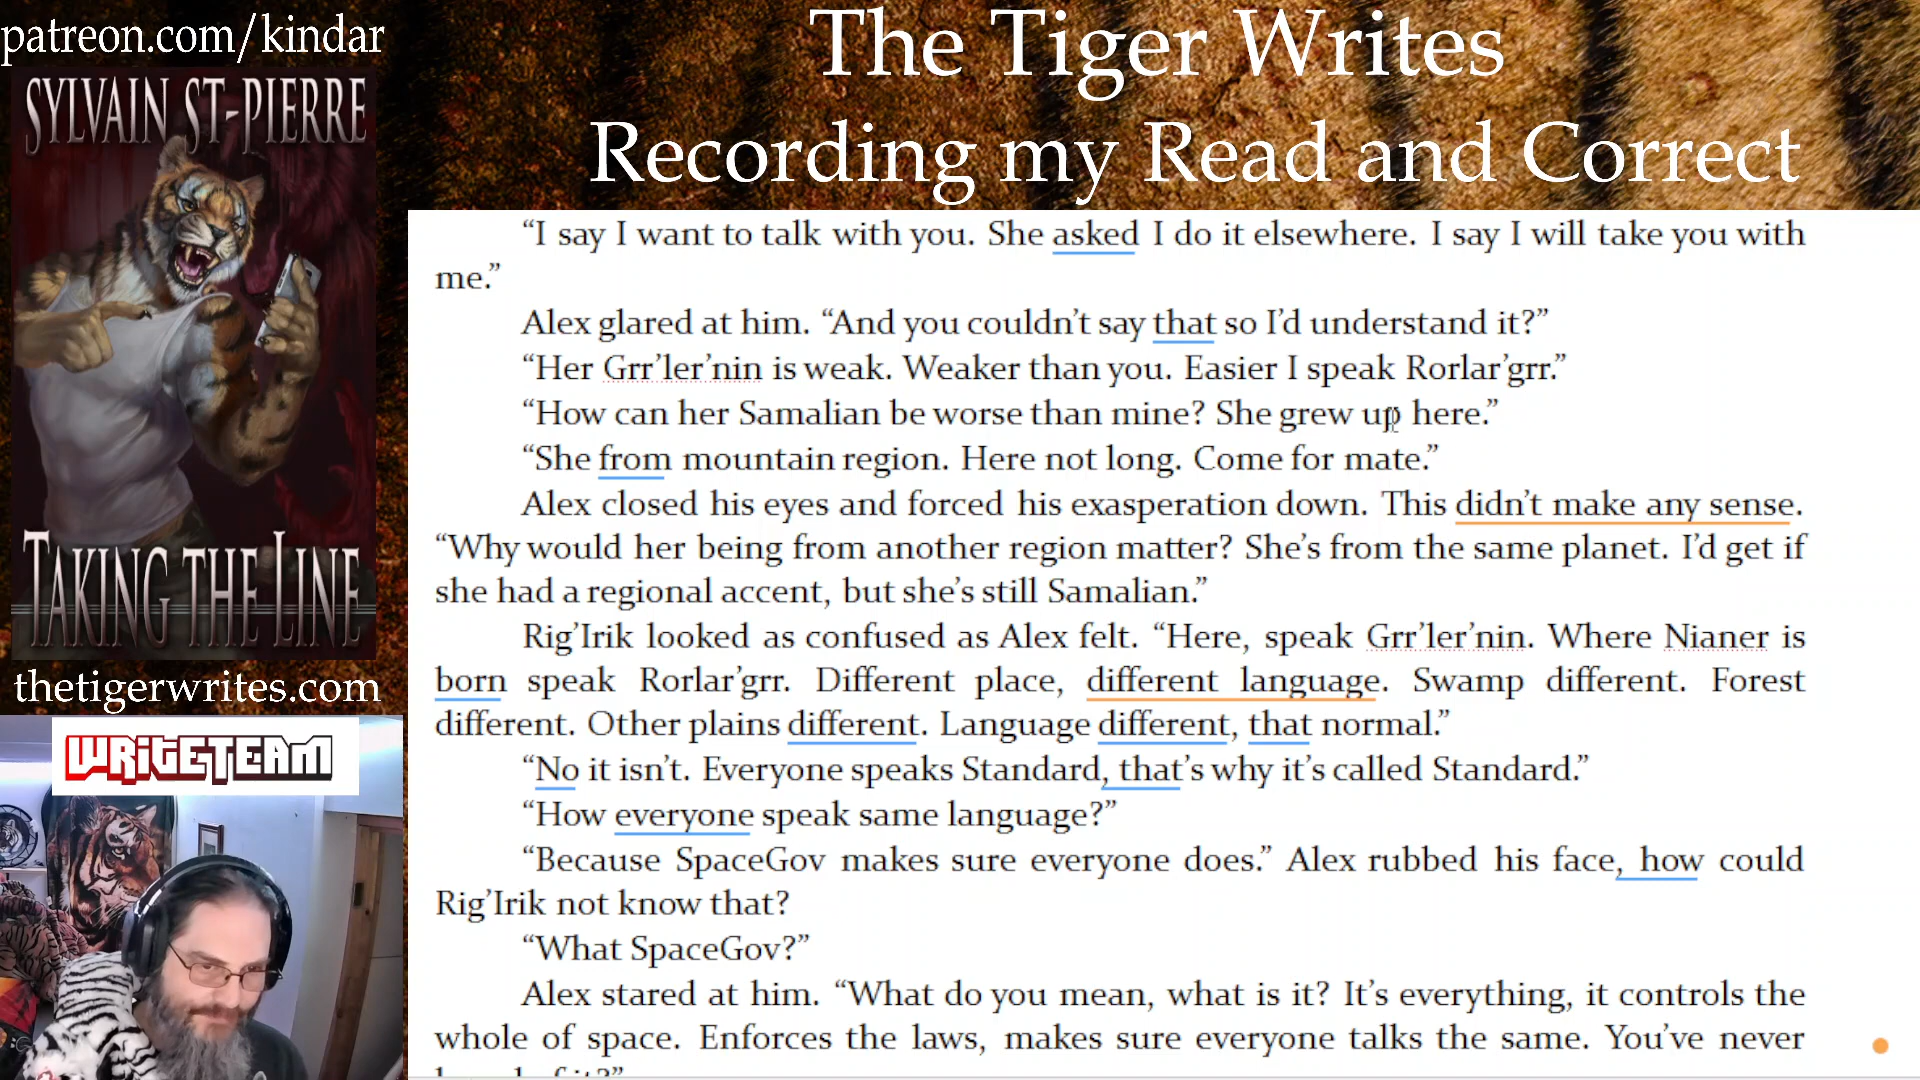 patreon.com/kindar
SYLVAIN ST-PIERRE
TAKING THE LINE
thetigerwrites.com
WRITETEAM
The Tiger Writes
Recording my Read and Correct
“I say I want to talk with you. She asked I do it elsewhere. I say I will take you with
me.”
Alex glared at him. “And you couldn’t say that so I’d understand it?”
“Her Grr’ler’nin is weak. Weaker than you. Easier I speak Rorlar’grr.”
“How can her Samalian be worse than mine? She grew up here.”
“She from mountain region. Here not long. Come for mate.”
Alex closed his eyes and forced his exasperation down. This didn’t make any sense.
“Why would her being from another region matter? She’s from the same planet. I’d get if
she had a regional accent, but she’s still Samalian.”
Rig’Irik looked as confused as Alex felt. “Here, speak Grr’ler’nin. Where Nianer is
born speak Rorlar’grr. Different place, different language. Swamp different. Forest
different. Other plains different. Language different, that normal.”
“No it isn’t. Everyone speaks Standard, that’s why it’s called Standard.”
“How everyone speak same language?”
“Because SpaceGov makes sure everyone does.” Alex rubbed his face, how could
Rig’Irik not know that?
“What SpaceGov?”
Alex stared at him. “What do you mean, what is it? It’s everything, it controls the
whole of space. Enforces the laws, makes sure everyone talks the same. You’ve never